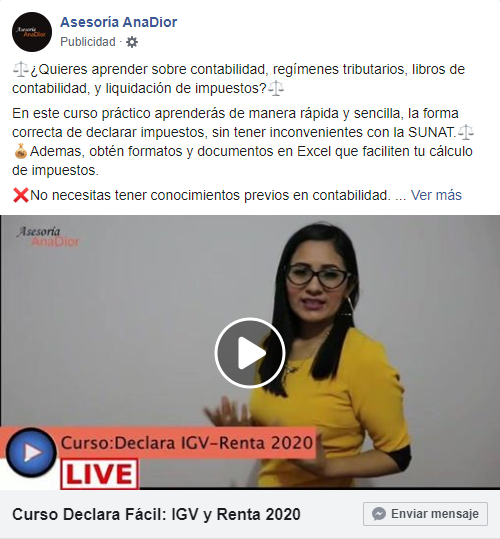 Asesoría AnaDior
Asesoría
AnaDior
Publicidad ·
¿Quieres aprender sobre contabilidad, regímenes tributarios, libros de
contabilidad, y liquidación de impuestos?
En este curso práctico aprenderás de manera rápida y sencilla, la forma
correcta de declarar impuestos, sin tener inconvenientes con la SUNAT.
Ademas, obtén formatos y documentos en Excel que faciliten tu cálculo
de impuestos.
❌No necesitas tener conocimientos previos en contabilidad. ... Ver más
Asesoría
AnaDior
Curso:Declara IGV-Renta 2020
LIVE
Curso Declara Fácil: IGV y Renta 2020
Enviar mensaje